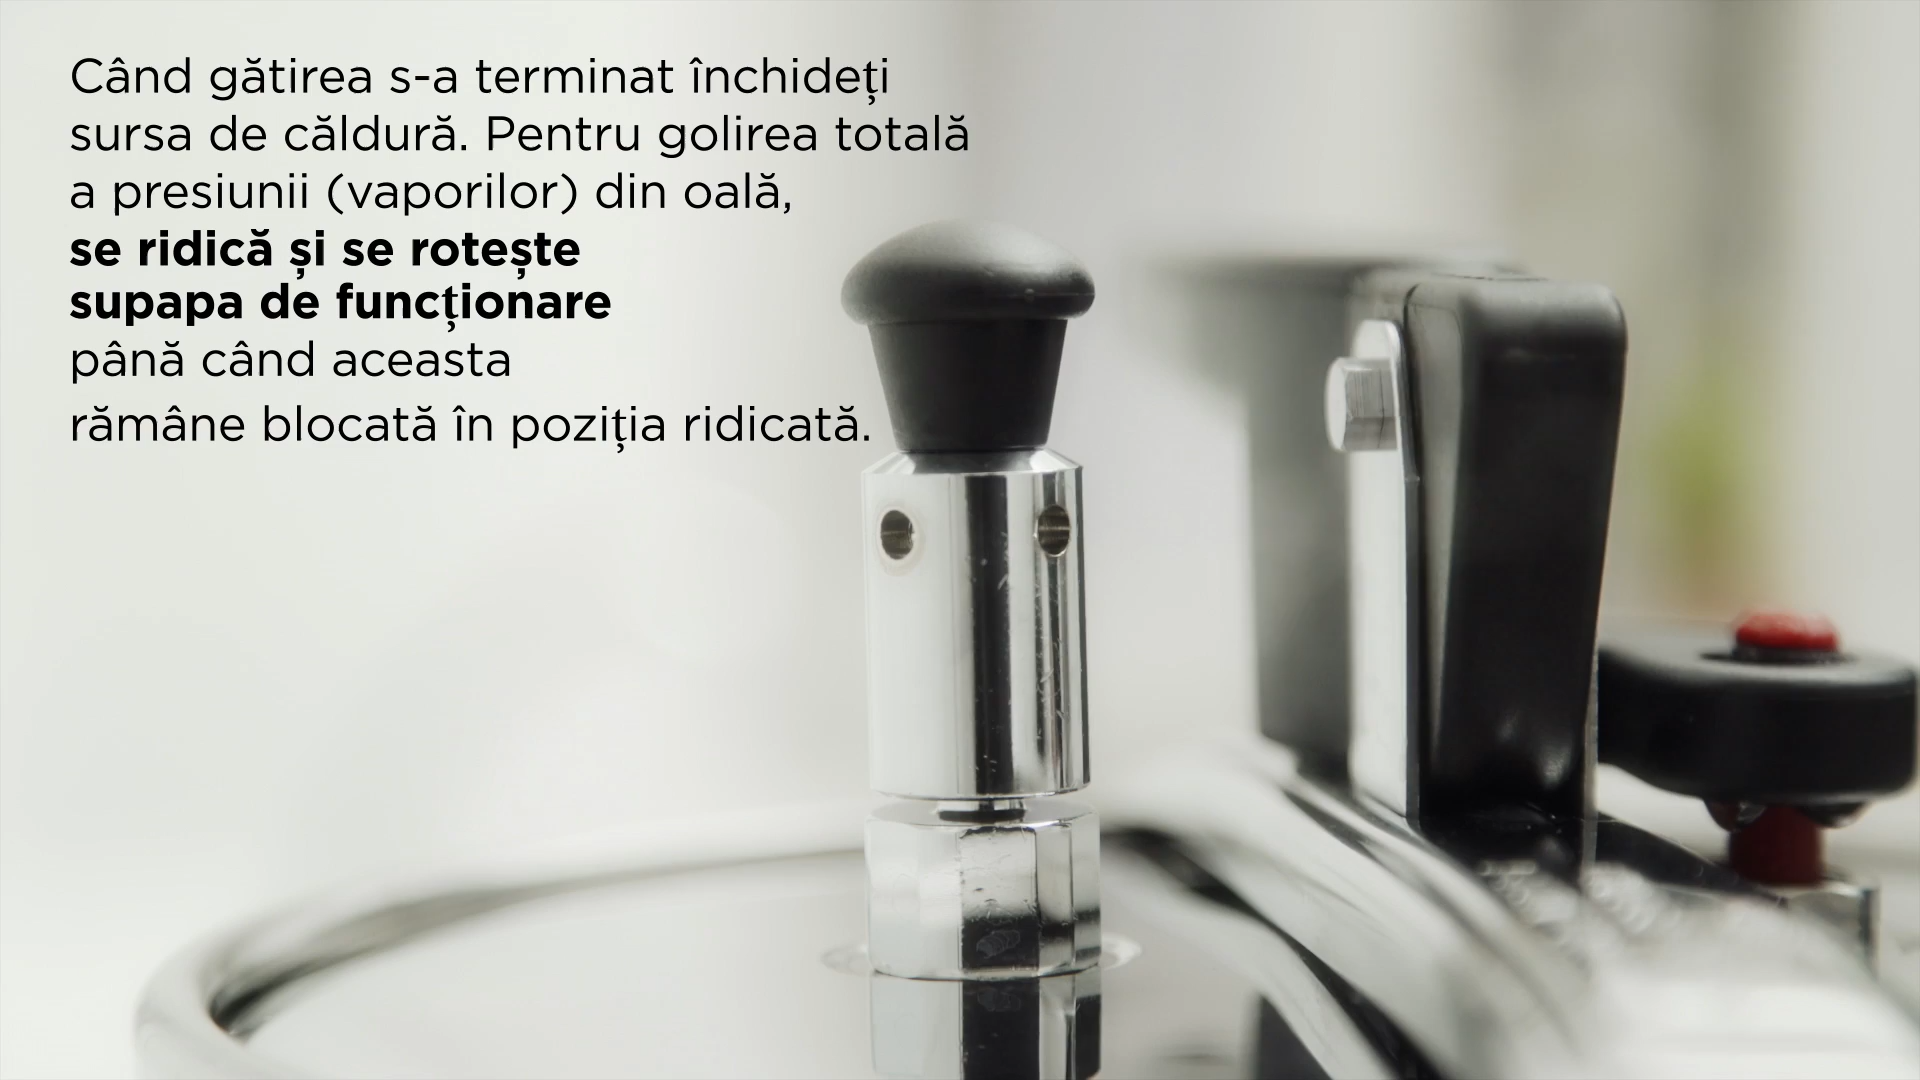 Când gătirea s-a terminat închideți
sursa de căldură. Pentru golirea totală
a presiunii (vaporilor) din oală,
se ridică și se rotește
supapa de funcționare
până când aceasta
rămâne blocată în poziția ridicată.